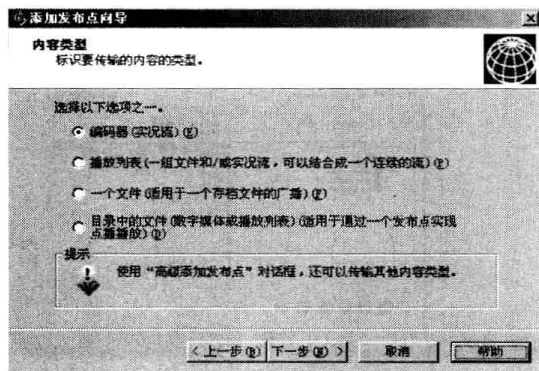 添加发布点向导
内容类型
标识要传输的内容的类型。
选择以下选项之一。
编码器(实况流)(E)
播放列表(一组文件和/或实况流，可以结合成一个连续的流)(P)
一个文件(适用于一个存档文件的广播)(F)
目录中的文件(数字媒体或播放列表)(适用于通过一个发布点实现
点播播放)(D)
提示
使用“高级添加发布点”对话框，还可以传输其他内容类型。
< 上一步(B) 下一步(N) > 取消 帮助